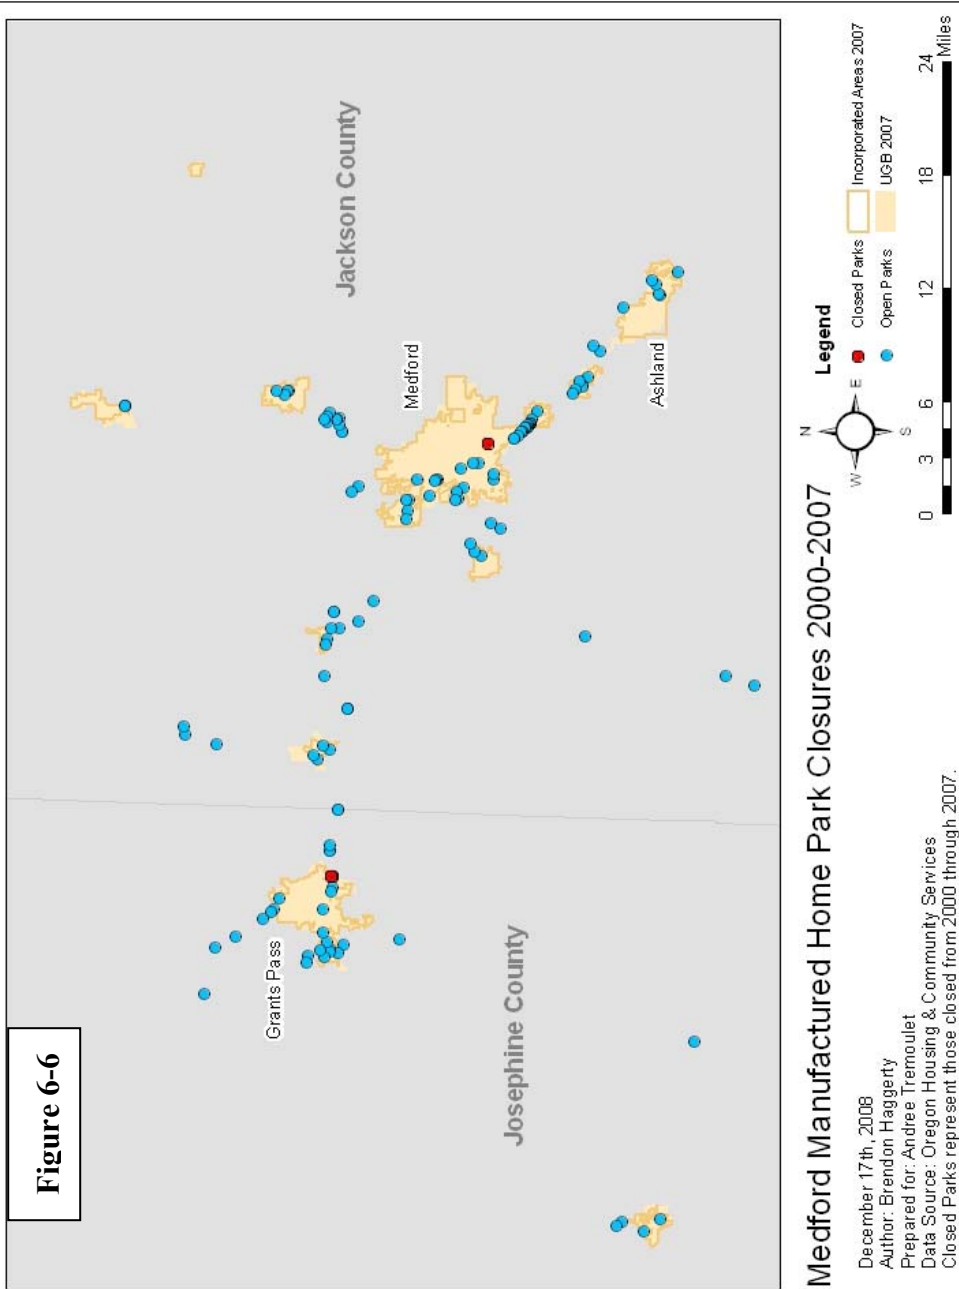 Figure 6-6
Jackson County
Medford
Ashland
Grants Pass
Josephine County
Medford Manufactured Home Park Closures 2000-2007
December 17th, 2008
Author: Brendon Haggerty
Prepared for: Andree Tremoulet
Data Source: Oregon Housing & Community Services
Closed Parks represent those closed from 2000 through 2007.
N
W
E
S
Legend
Closed Parks
Open Parks
Incorporated Areas 2007
UGB 2007
0 3 6 12 18 24
Miles